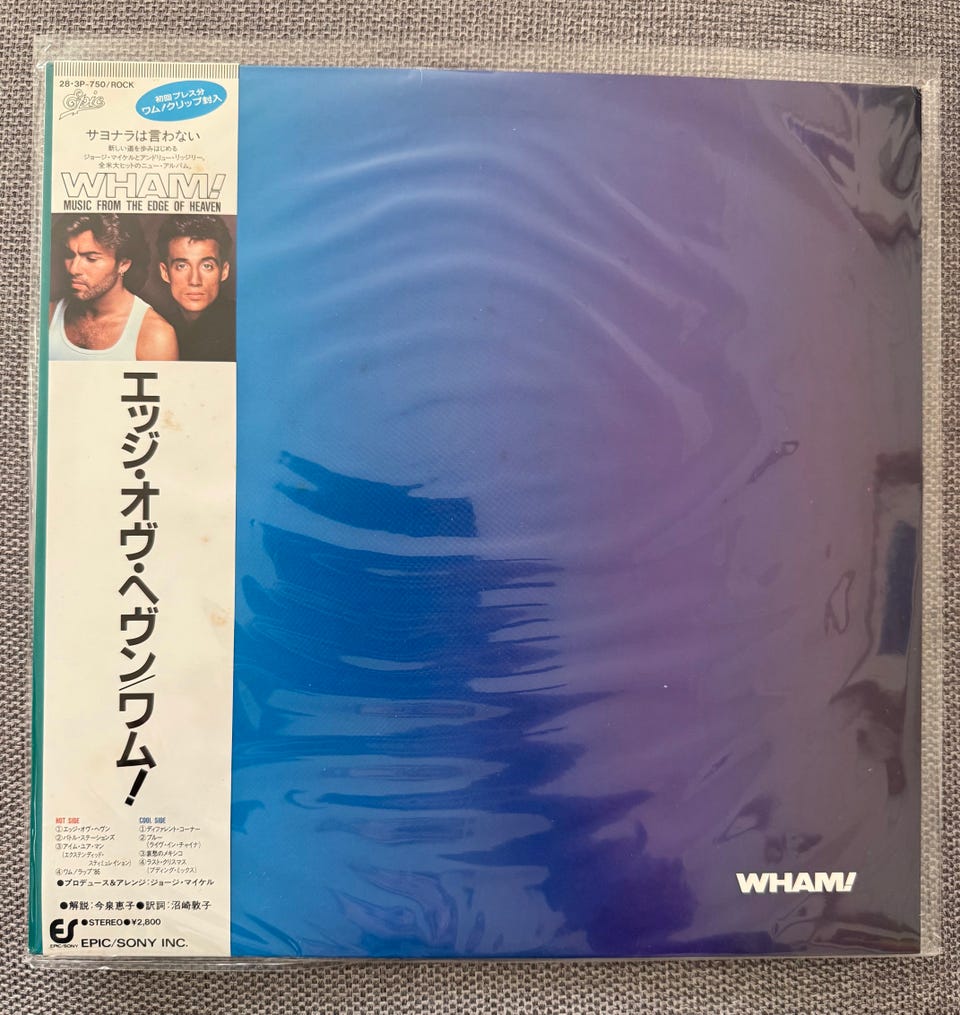 28・3P-750/ROCK
Epic
初回プレス分
ワム!クリップ封入
サヨナラは言わない
新しい道を歩みはじめる
ジョージ・マイケルとアンドリュー・リッジリー。
全米大ヒットのニュー・アルバム。
WHAM!
MUSIC FROM THE EDGE OF HEAVEN
エッジ・オヴ・ヘヴン/ワム!
HOT SIDE
①エッジ・オヴ・ヘヴン
②バトル・ステーションズ
③アイム・ユア・マン
(エクステンディッド・
スティミュレイション)
④ワム/ラップ'86
COOL SIDE
①ディファレント・コーナー
②ブルー
(ライヴ・イン・チャイナ)
③哀愁のメキシコ
④ラスト・クリスマス
(プディング・ミックス)
●プロデュース&アレンジ:ジョージ・マイケル
●解説:今泉恵子●訳詞:沼崎敦子
●STEREO●¥2,800
ES
EPIC/SONY
EPIC/SONY INC.
WHAM!